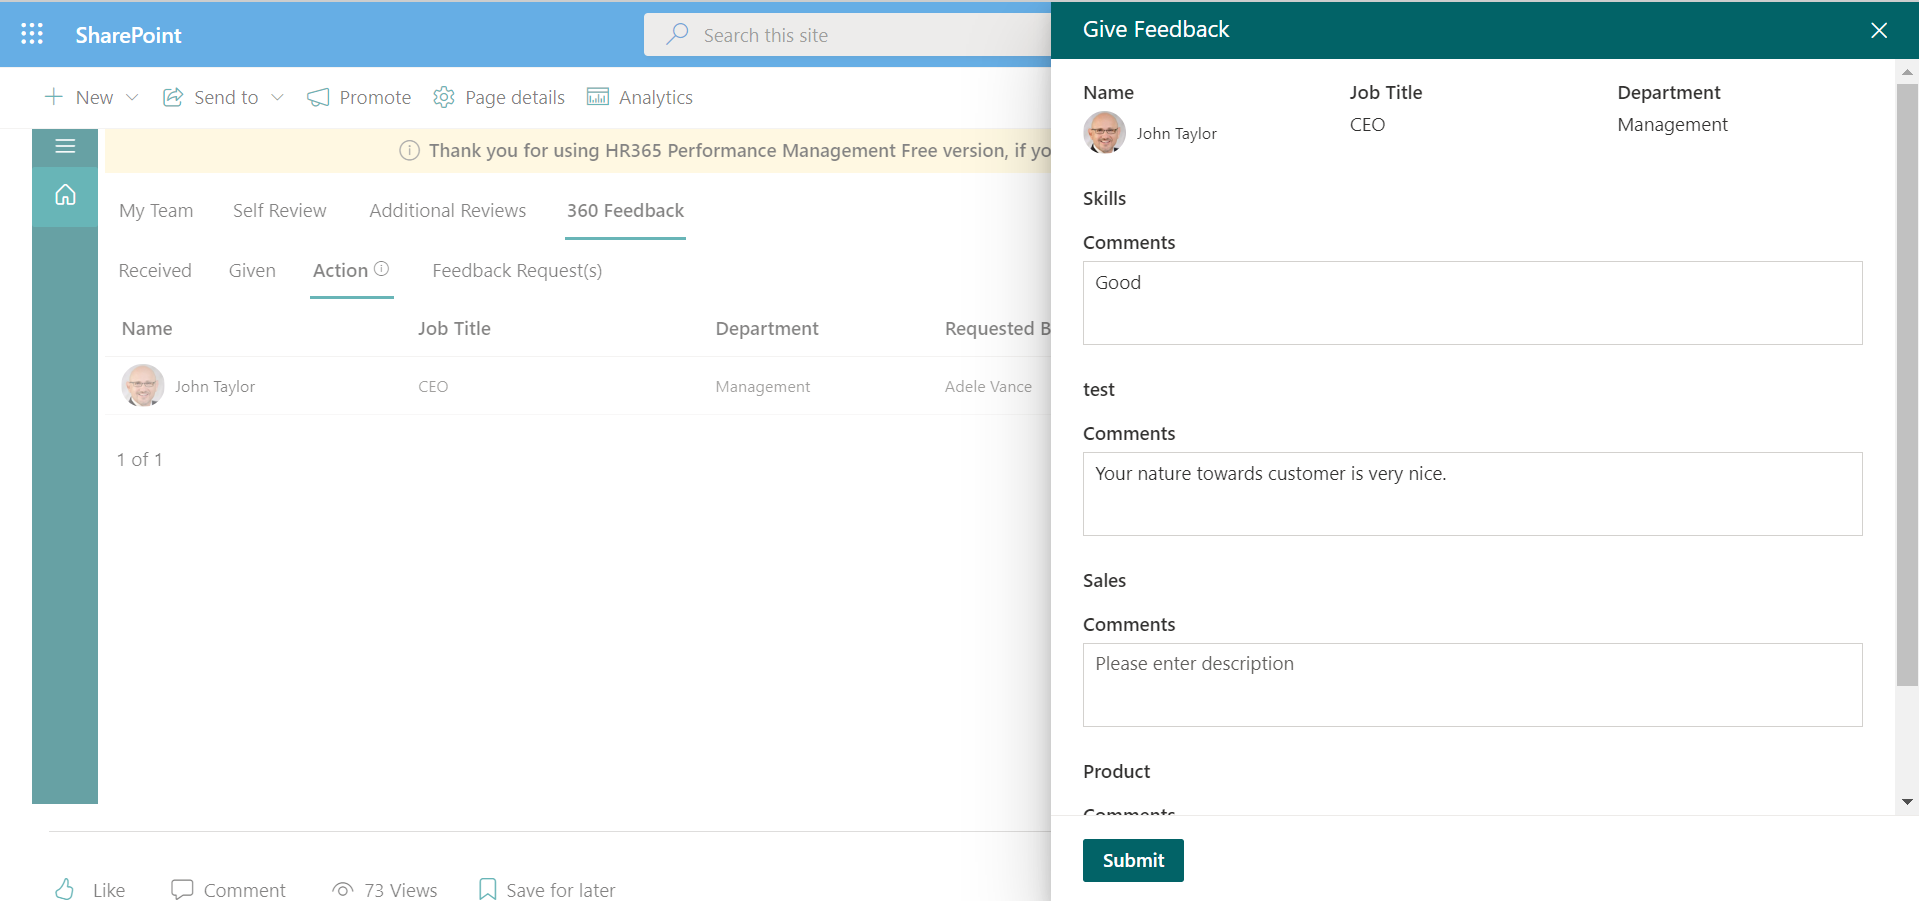 SharePoint
Search this site
New
Send to
Promote
Page details
Analytics
Thank you for using HR365 Performance Management Free version, if yo
My Team
Self Review
Additional Reviews
360 Feedback
Received
Given
Action
Feedback Request(s)
Name Job Title Department Requested B
John Taylor CEO Management Adele Vance
1 of 1
Like
Comment
73 Views
Save for later
Give Feedback
Name Job Title Department
John Taylor CEO Management
Skills
Comments
Good
test
Comments
Your nature towards customer is very nice.
Sales
Comments
Please enter description
Product
Comments
Submit